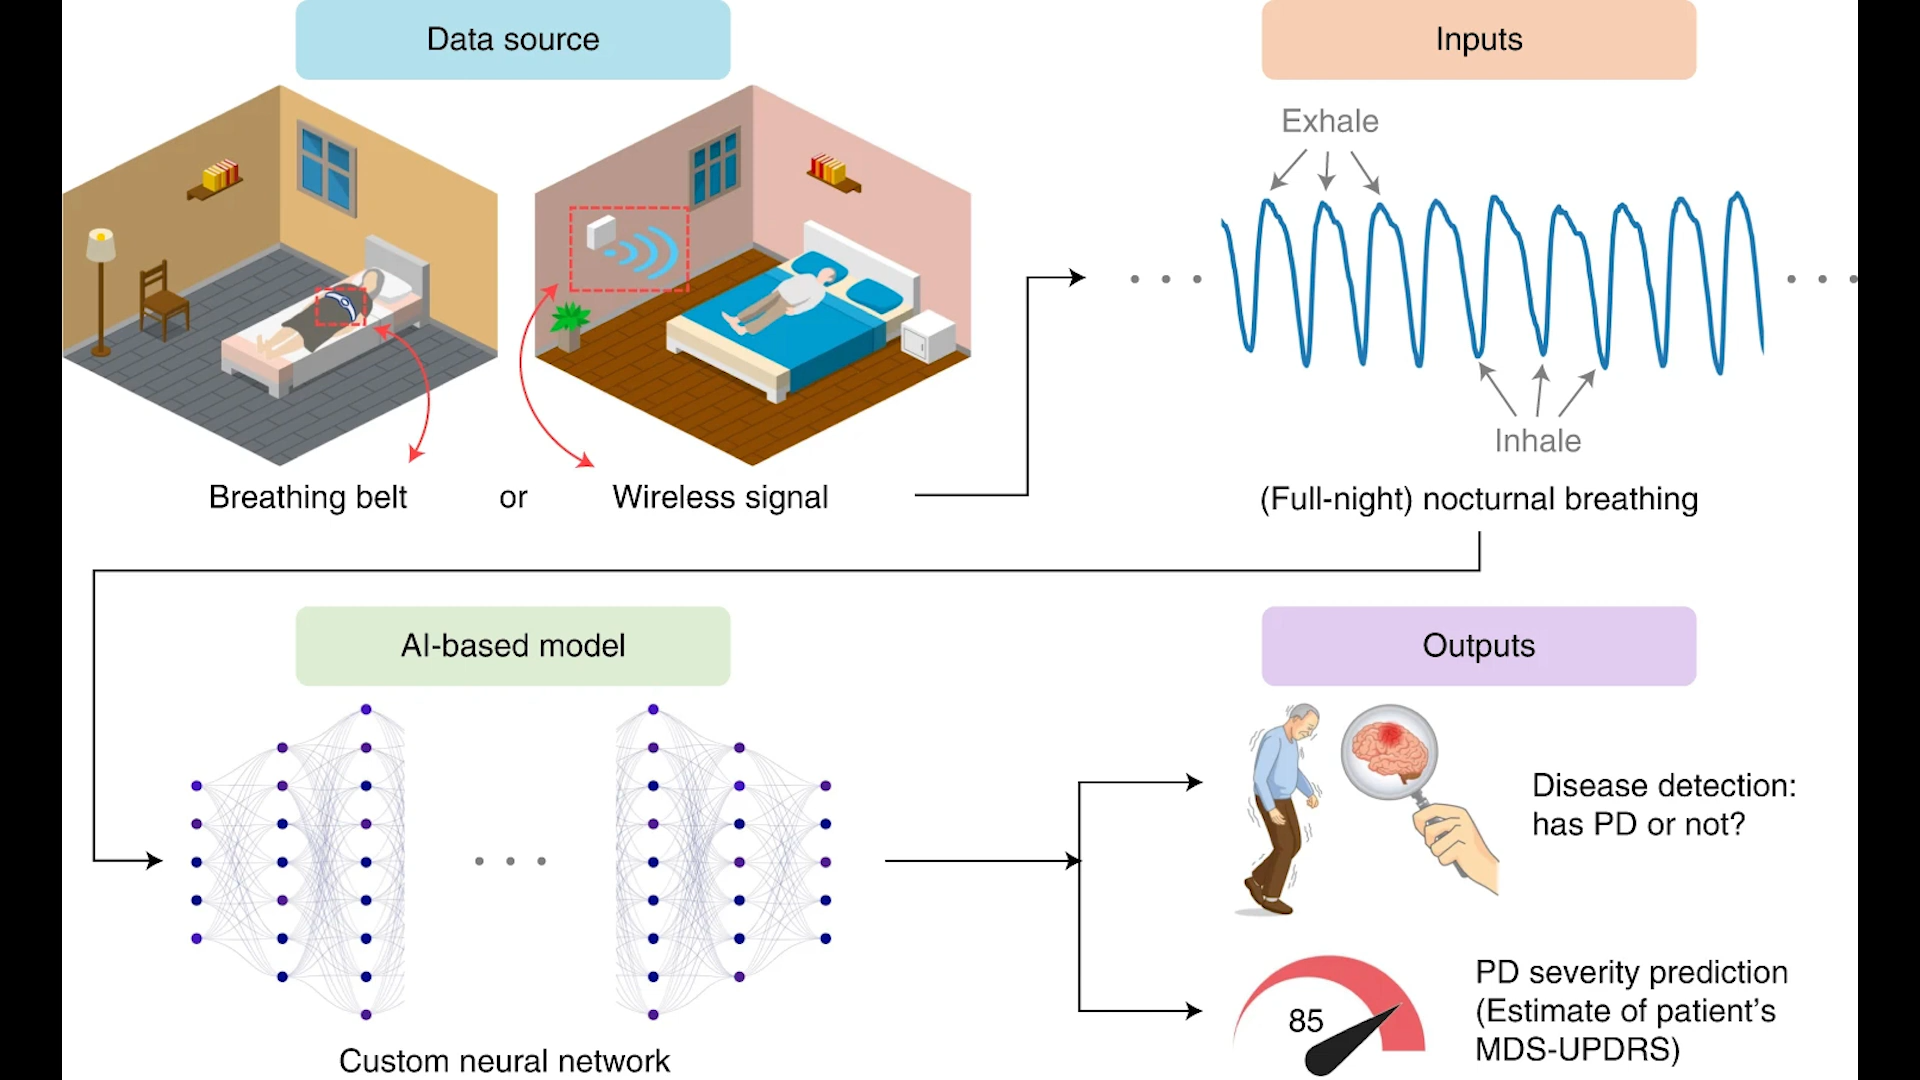 Data source
Inputs
Exhale
Inhale
Breathing belt
or
Wireless signal
(Full-night) nocturnal breathing
AI-based model
Outputs
Disease detection:
has PD or not?
85
PD severity prediction
(Estimate of patient’s
MDS-UPDRS)
Custom neural network